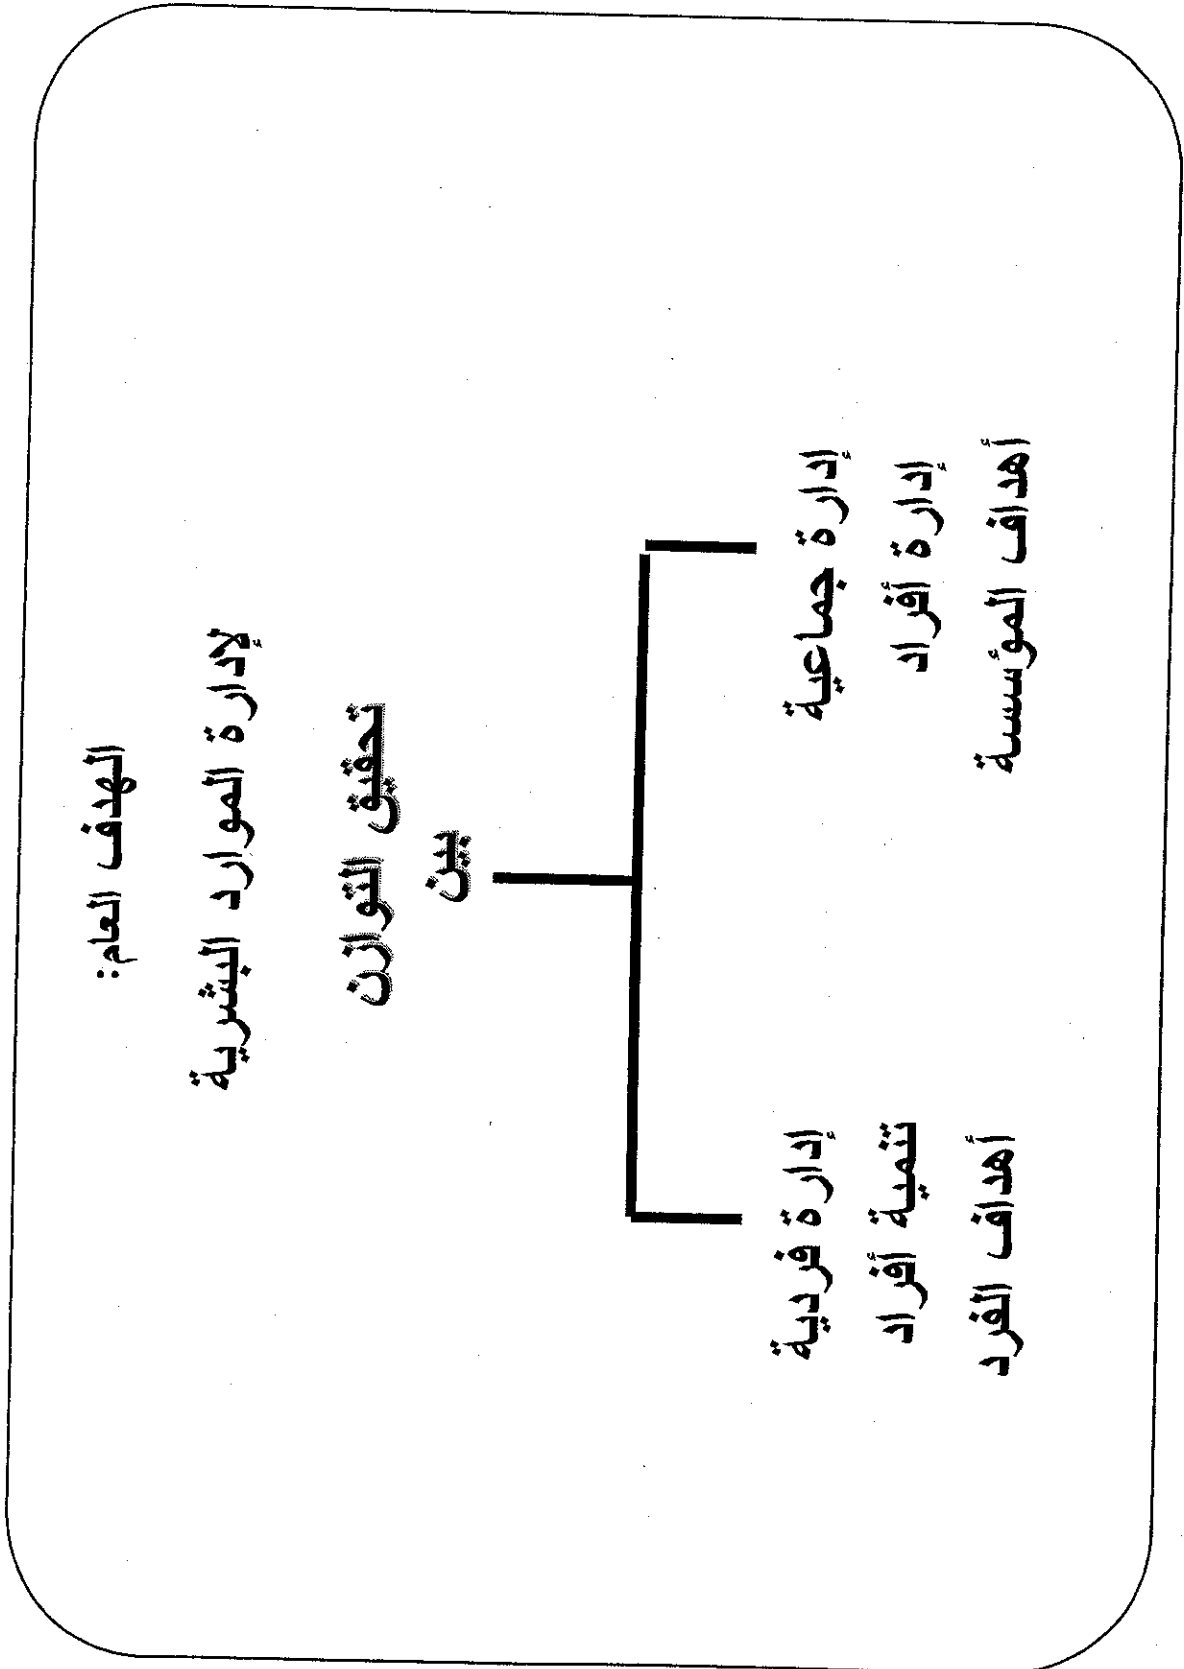 الهدف العام:
لإدارة الموارد البشرية
تحقيق التوازن
بين
إدارة جماعية
إدارة أفراد
أهداف المؤسسة
إدارة فردية
تنمية أفراد
أهداف الفرد